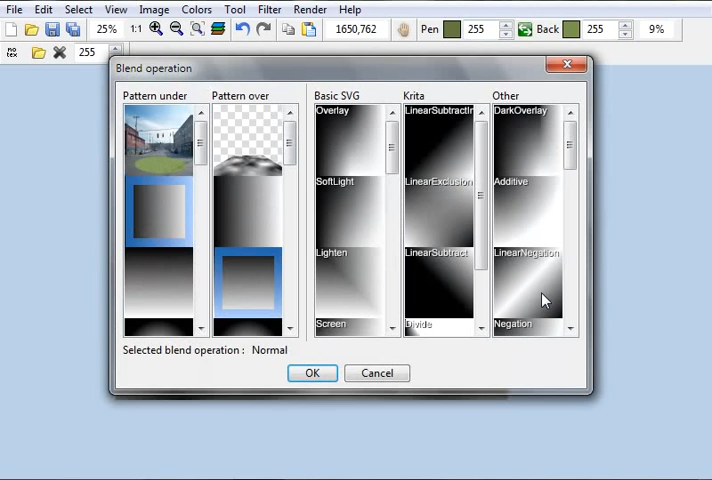 File Edit Select View Image Colors Tool Filter Render Help
25% 1:1 1650,762 Pen 255 Back 255 9%
no tex 255
Blend operation
Pattern under Pattern over Basic SVG Krita Other
Overlay LinearSubtractIn DarkOverlay
SoftLight LinearExclusion Additive
Lighten LinearSubtract LinearNegation
Screen Divide Negation
Selected blend operation : Normal
OK Cancel